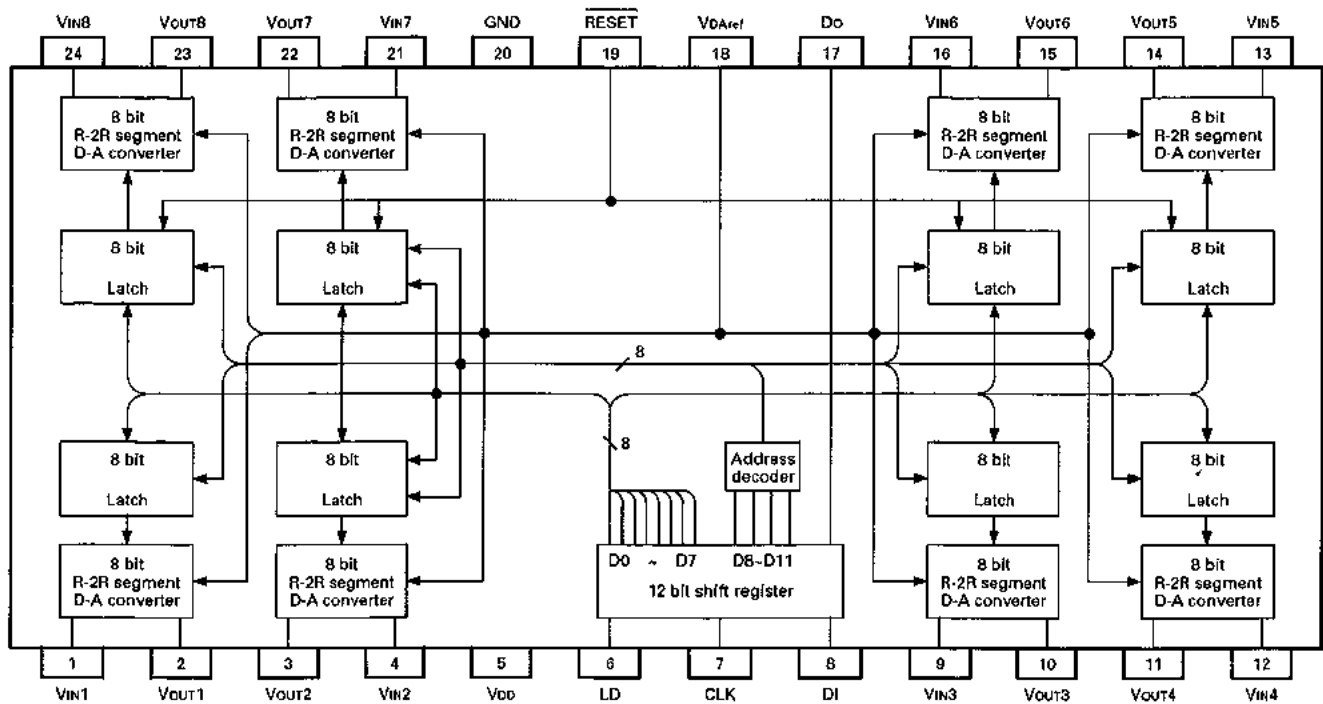 VIN8 VOUT8 VOUT7 VIN7 GND RESET VDAref DO VIN6 VOUT6 VOUT5 VIN5
24 23 22 21 20 19 18 17 16 15 14 13
8 bit
R-2R segment
D-A converter
8 bit
R-2R segment
D-A converter
8 bit
R-2R segment
D-A converter
8 bit
R-2R segment
D-A converter
8 bit
Latch
8 bit
Latch
8 bit
Latch
8 bit
Latch
8
8
8 bit
Latch
8 bit
Latch
Address
decoder
8 bit
Latch
8 bit
Latch
8 bit
R-2R segment
D-A converter
8 bit
R-2R segment
D-A converter
D0 ~ D7 D8~D11
12 bit shift register
8 bit
R-2R segment
D-A converter
8 bit
R-2R segment
D-A converter
1 2 3 4 5 6 7 8 9 10 11 12
VIN1 VOUT1 VOUT2 VIN2 VDD LD CLK DI VIN3 VOUT3 VOUT4 VIN4